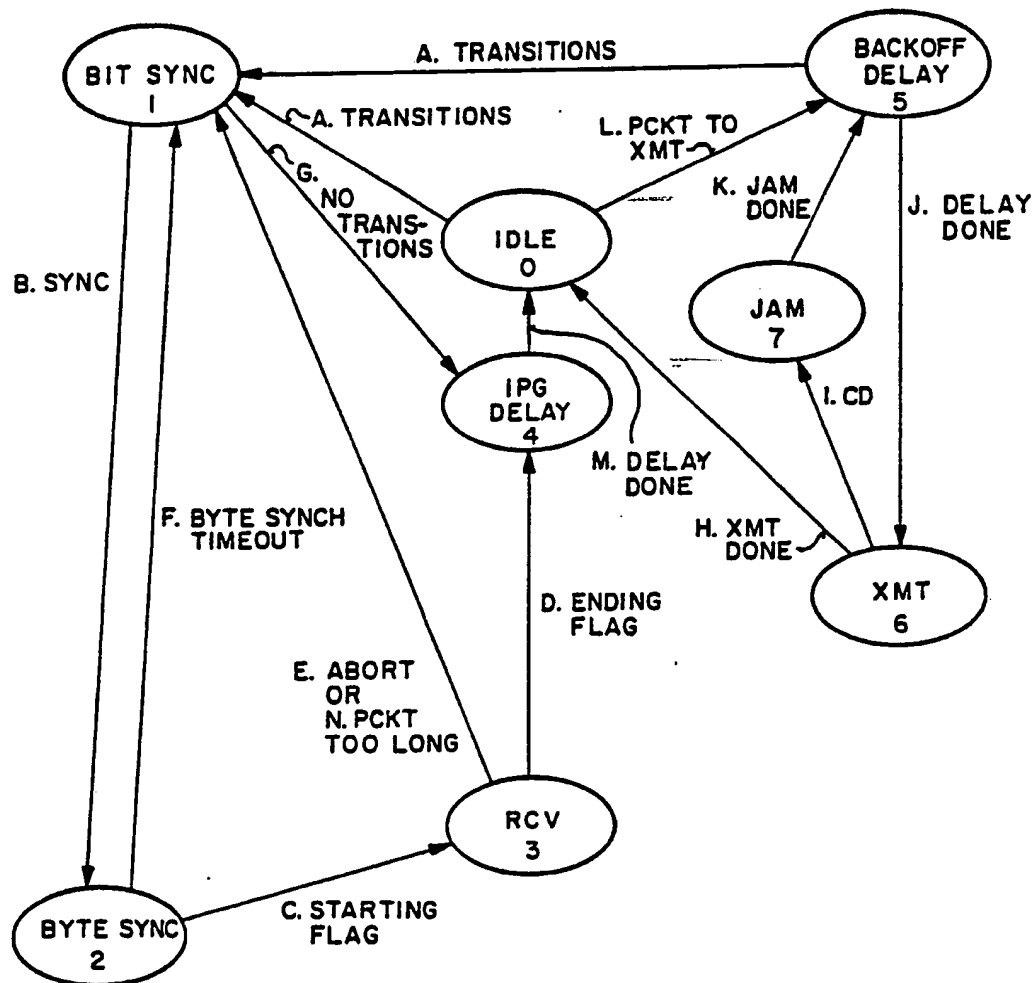 A. TRANSITIONS
BIT SYNC
1
BACKOFF
DELAY
5
A. TRANSITIONS
L. PCKT TO
XMT
G.
NO
TRANS-
TIONS
K. JAM
DONE
J. DELAY
DONE
IDLE
0
B. SYNC
JAM
7
IPG
DELAY
4
I. CD
M. DELAY
DONE
F. BYTE SYNCH
TIMEOUT
H. XMT
DONE
XMT
6
D. ENDING
FLAG
E. ABORT
OR
N. PCKT
TOO LONG
RCV
3
C. STARTING
FLAG
BYTE SYNC
2